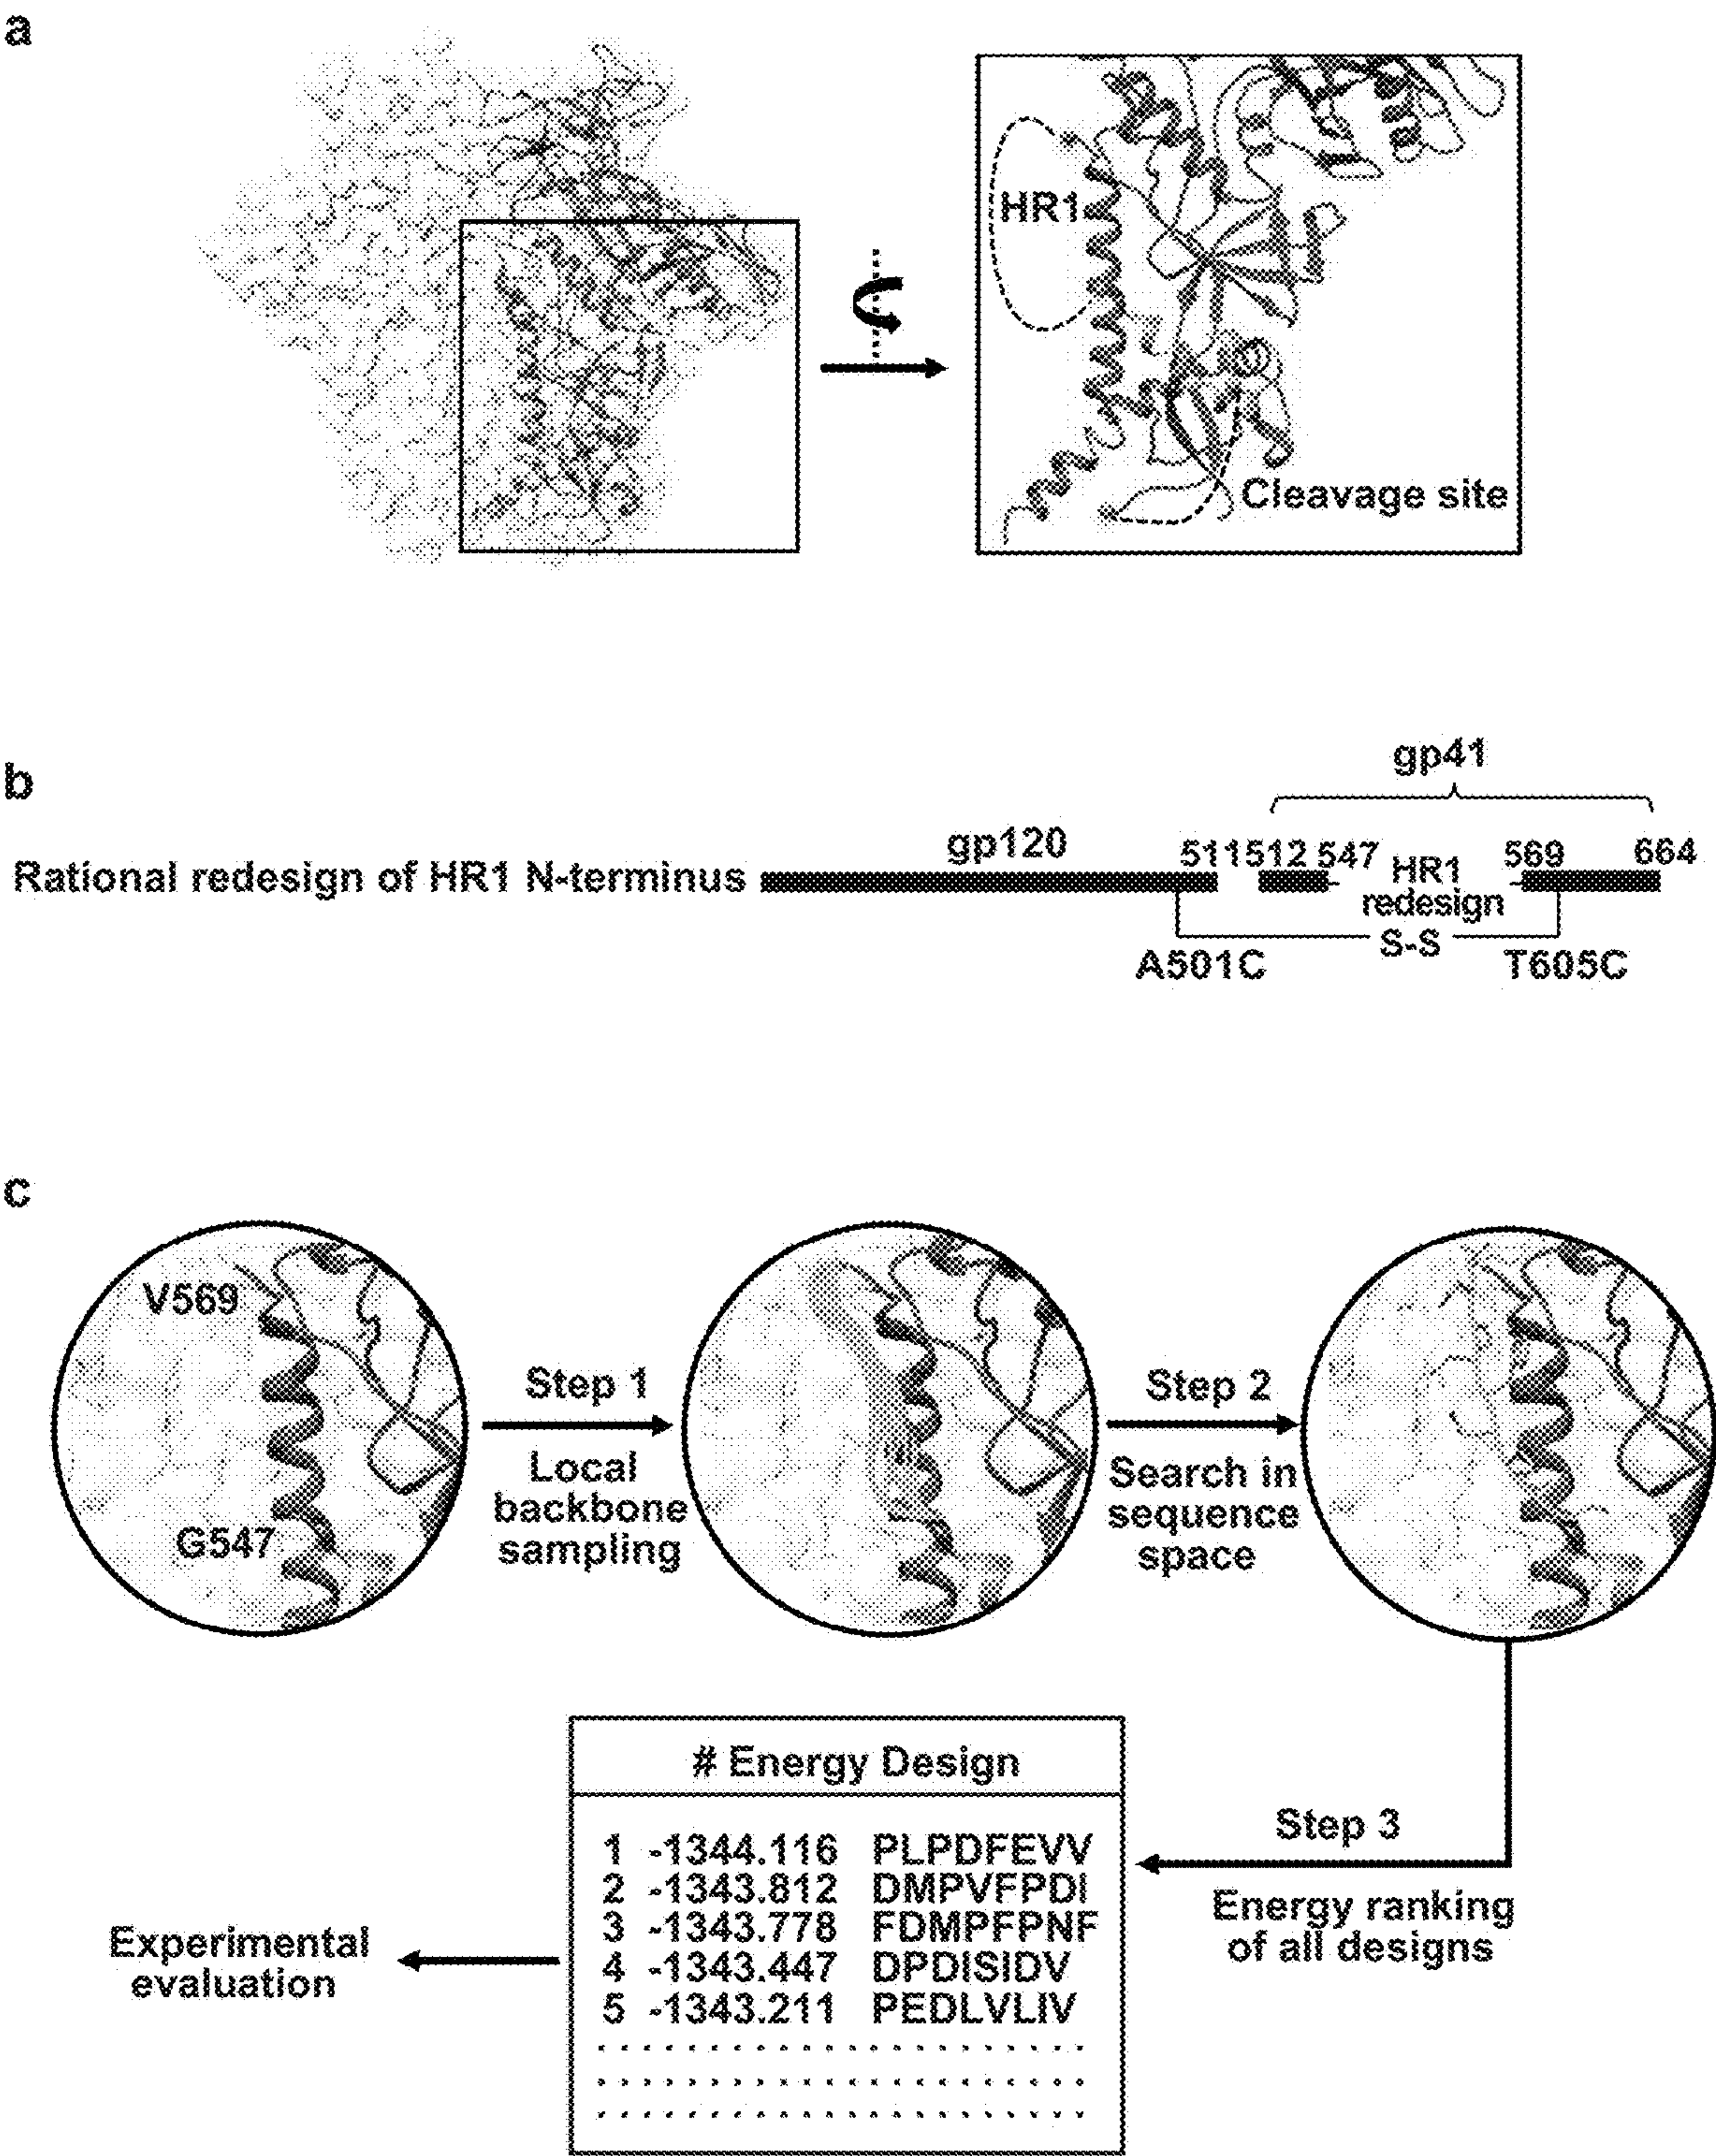 a
HR1
Cleavage site
b
gp41
gp120
511 512 547 HR1 569 664
Rational redesign of HR1 N-terminus
redesign
S-S
A501C T605C
c
V569
G547
Step 1
Local
backbone
sampling
Step 2
Search in
sequence
space
# Energy Design
1 -1344.116 PLPDFEVV
2 -1343.812 DMPVFPDI
3 -1343.778 FDMPFPNF
4 -1343.447 DPDISIDV
5 -1343.211 PEDLVLIV
Step 3
Energy ranking
of all designs
Experimental
evaluation